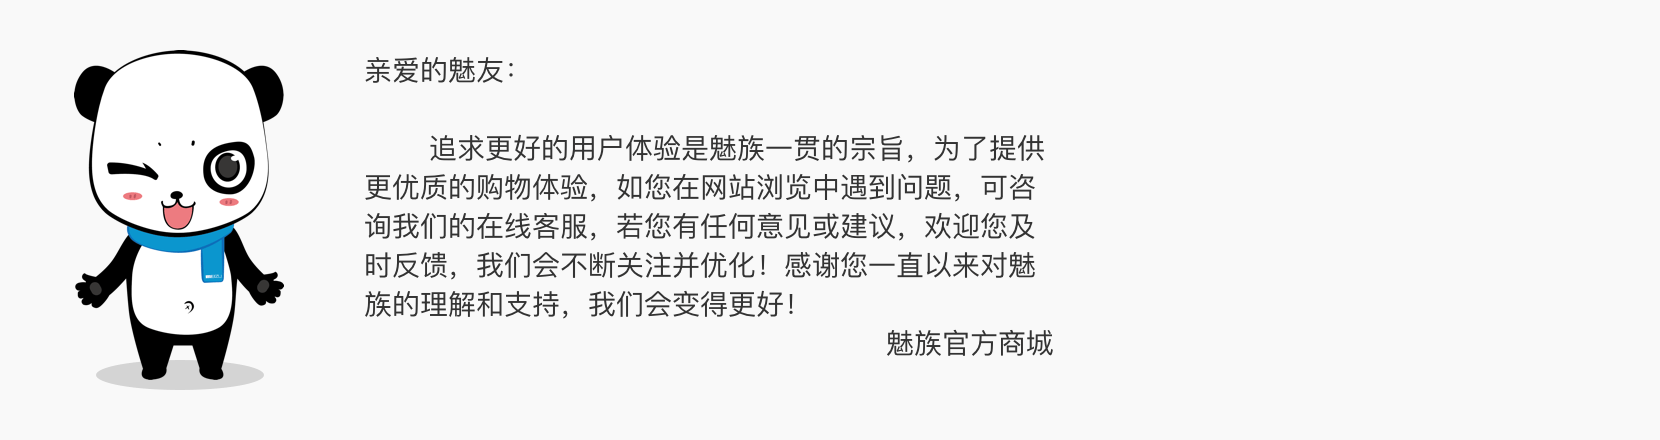 亲爱的魅友：
追求更好的用户体验是魅族一贯的宗旨，为了提供
更优质的购物体验，如您在网站浏览中遇到问题，可咨
询我们的在线客服，若您有任何意见或建议，欢迎您及
时反馈，我们会不断关注并优化！感谢您一直以来对魅
族的理解和支持，我们会变得更好！
魅族官方商城